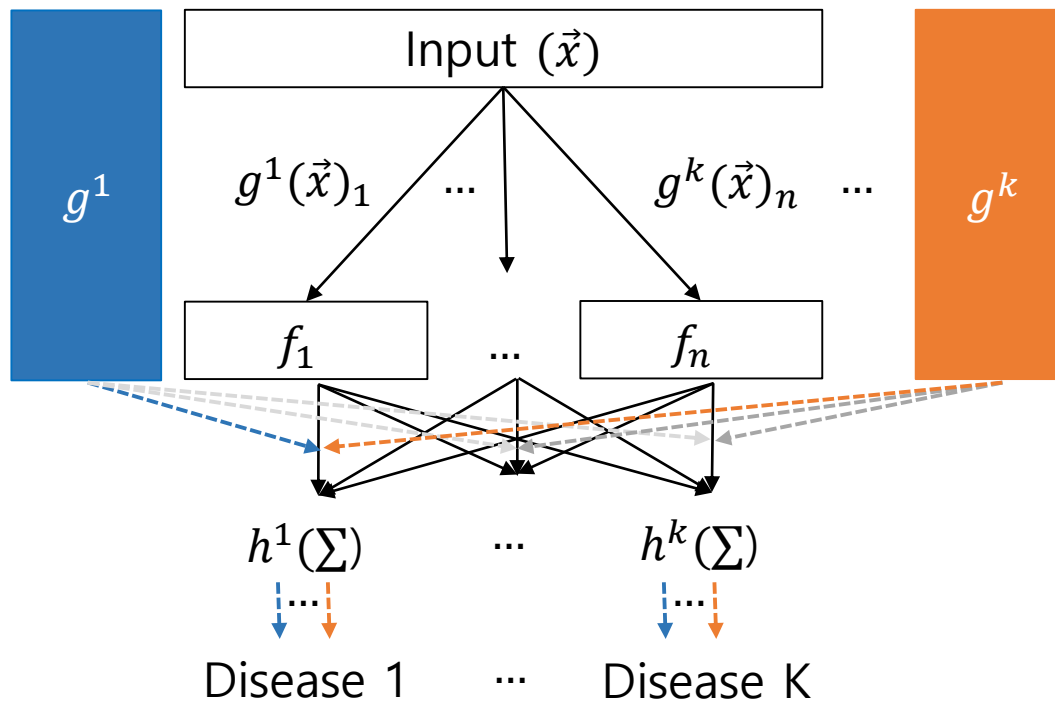 Input (x⃗)
g¹
g¹(x⃗)₁ ... gᵏ(x⃗)ₙ ...
gᵏ
f₁ ... fₙ
h¹(∑) ... hᵏ(∑)
... ...
Disease 1 ... Disease K